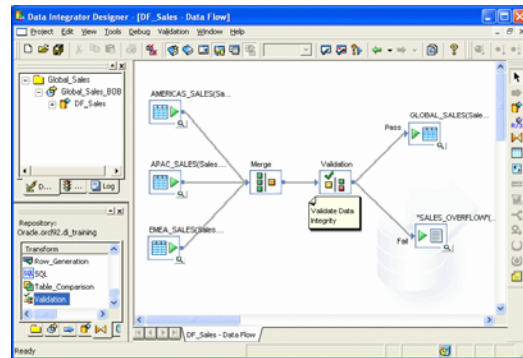 Data Integrator Designer - [DF_Sales - Data Flow]
Project Edit View Tools Debug Validation Window Help
Global_Sales
Global_Sales_BOB
DF_Sales
D...
Log
Repository:
Oracle.orcl92.di_training
Transform
Row_Generation
SQL
Table_Comparison
Validation
AMERICAS_SALES(Sa...
APAC_SALES(Sales...
EMEA_SALES(Sales...
Merge
Validation
Validate Data
Integrity
Pass
GLOBAL_SALES(Sale...
"SALES_OVERFLOW"(...
Fail
DF_Sales - Data Flow
Ready